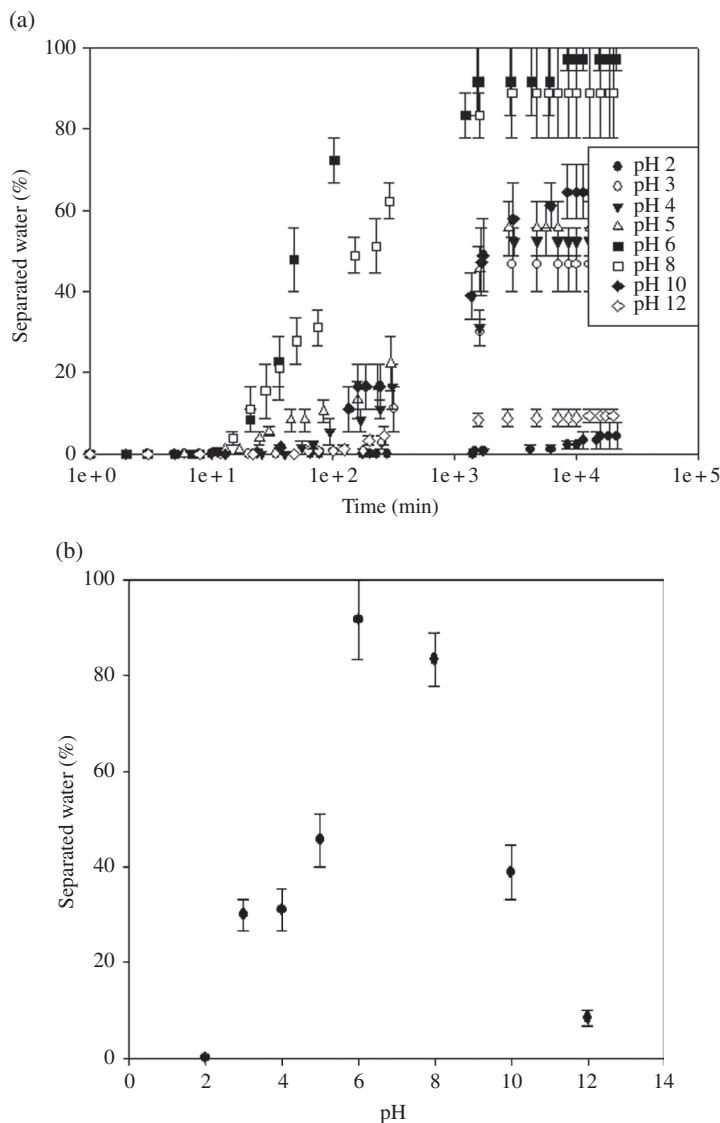 (a)
100
80
60
40
20
0
Separated water (%)
1e+ 0
1e+1
1e+ 2
1e+3
1e+ 4
1e+ 5
Time (min)
pH 2
pH 3
pH 4
pH 5
pH 6
pH 8
pH 10
pH 12
(b)
100
80
60
40
20
0
Separated water (%)
0
2
4
6
8
10
12
14
pH